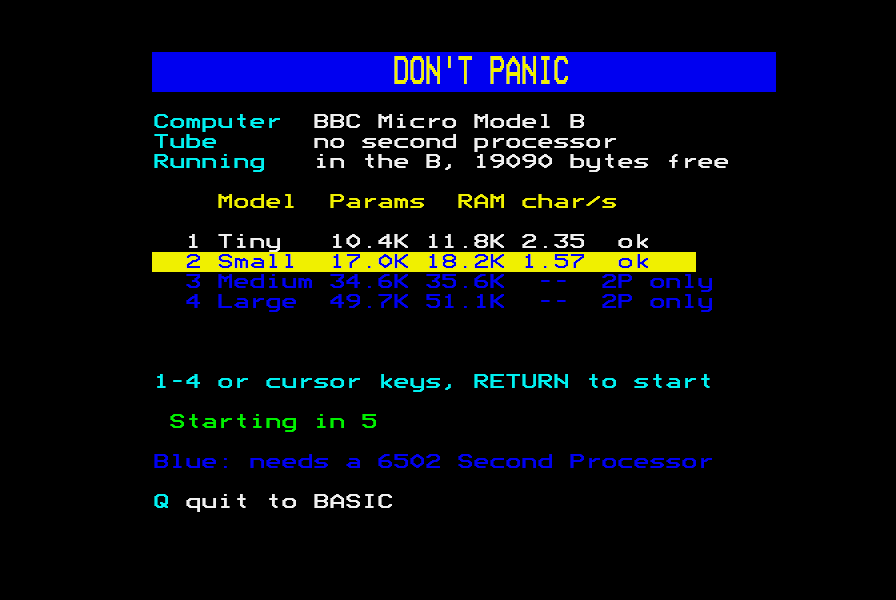 DON'T PANIC
Computer BBC Micro Model B
Tube no second processor
Running in the B, 19090 bytes free
Model Params RAM char/s
1 Tiny 10.4K 11.8K 2.35 ok
2 Small 17.0K 18.2K 1.57 ok
3 Medium 34.6K 35.6K -- 2P only
4 Large 49.7K 51.1K -- 2P only
1-4 or cursor keys, RETURN to start
Starting in 5
Blue: needs a 6502 Second Processor
Q quit to BASIC